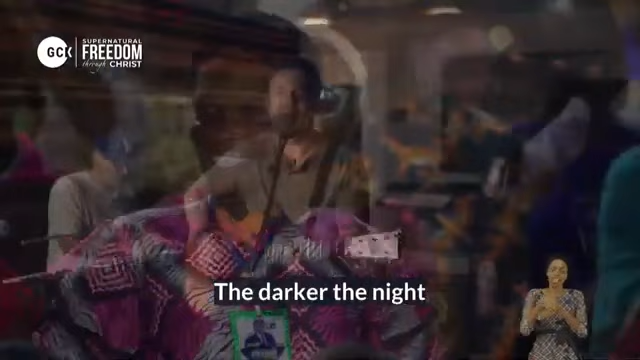 GCK
SUPERNATURAL
FREEDOM
through CHRIST
The darker the night